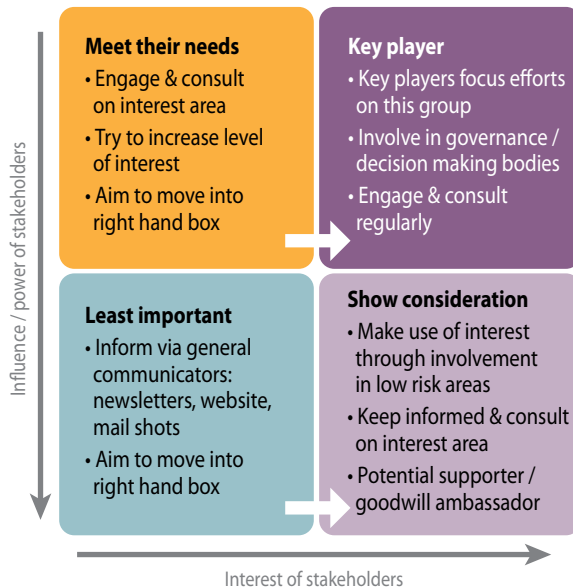 Influence / power of stakeholders
Meet their needs
• Engage & consult
on interest area
• Try to increase level
of interest
• Aim to move into
right hand box
Key player
• Key players focus efforts
on this group
• Involve in governance /
decision making bodies
• Engage & consult
regularly
Least important
• Inform via general
communicators:
newsletters, website,
mail shots
• Aim to move into
right hand box
Show consideration
• Make use of interest
through involvement
in low risk areas
• Keep informed & consult
on interest area
• Potential supporter /
goodwill ambassador
Interest of stakeholders